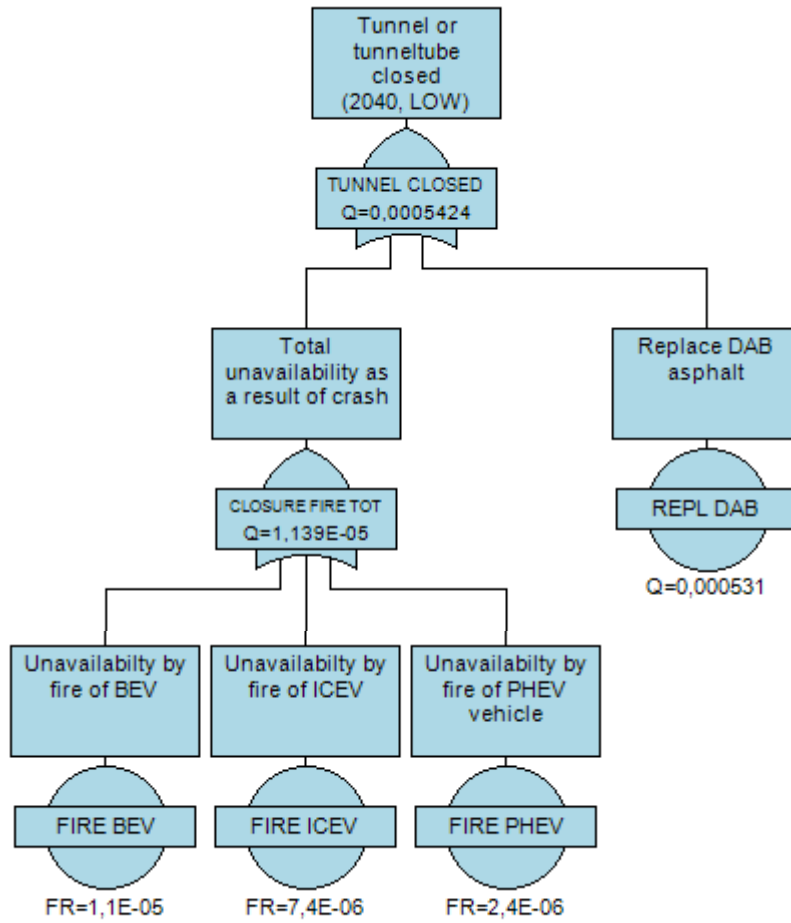 Tunnel or
tunneltube
closed
(2040, LOW)
TUNNEL CLOSED
Q=0,0005424
Total
unavailability as
a result of crash
Replace DAB
asphalt
CLOSURE FIRE TOT
Q=1,139E-05
REPL DAB
Q=0,000531
Unavailabilty by
fire of BEV
Unavailabilty by
fire of ICEV
Unavailabilty by
fire of PHEV
vehicle
FIRE BEV
FIRE ICEV
FIRE PHEV
FR=1,1E-05
FR=7,4E-06
FR=2,4E-06